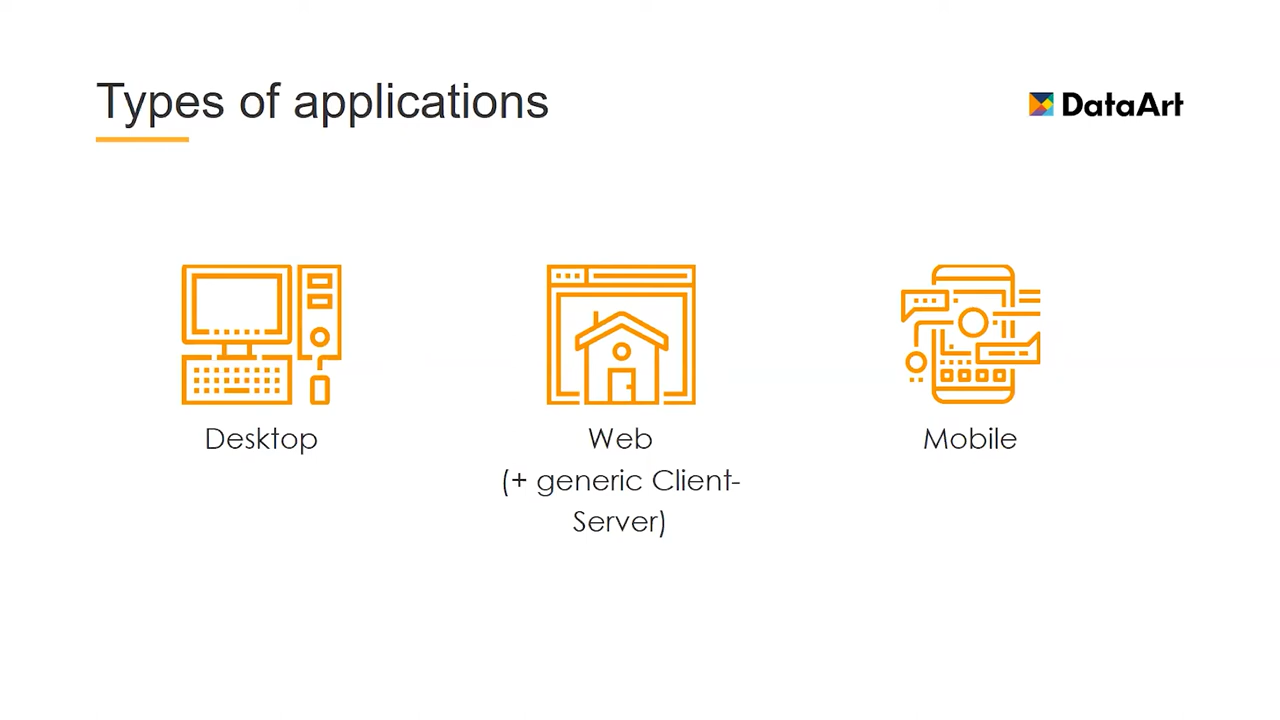 Types of applications
DataArt
Desktop
Web
(+ generic Client-
Server)
Mobile